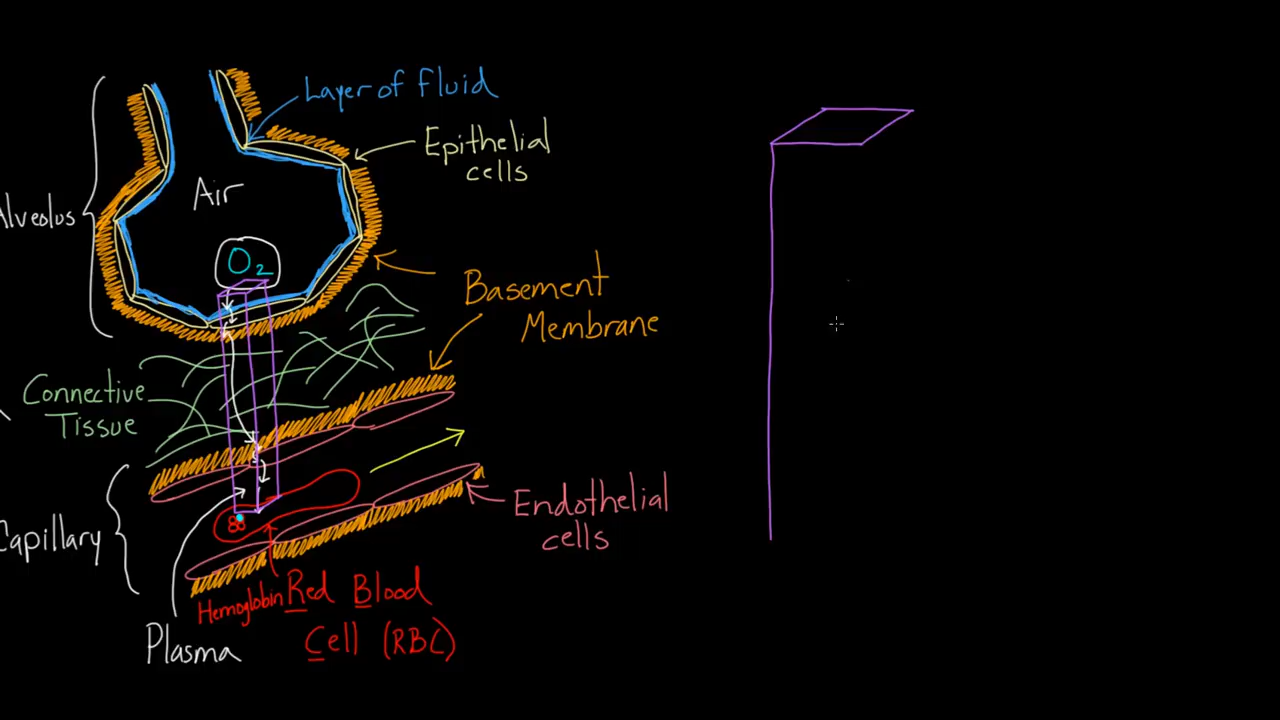 Layer of Fluid
Epithelial
cells
Air
Alveolus
O2
Basement
Membrane
Connective
Tissue
Endothelial
cells
Capillary
Hemoglobin
Red Blood
Cell (RBC)
Plasma